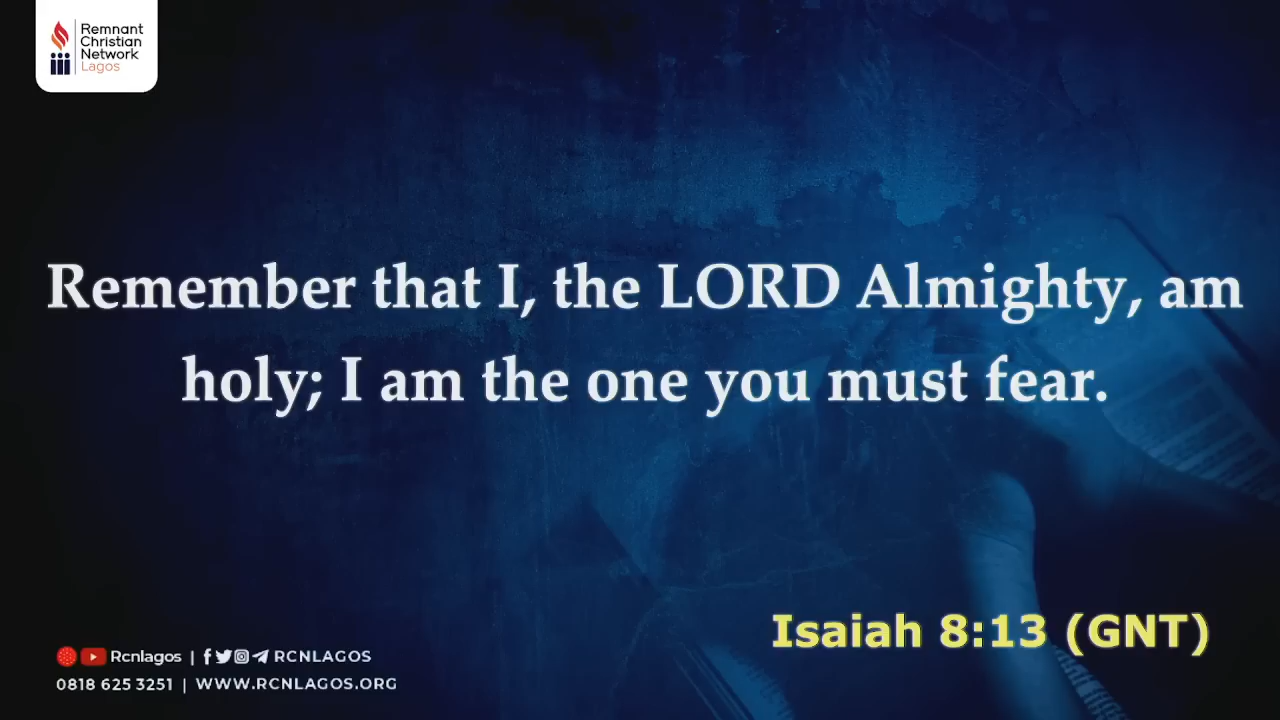 Remnant
Christian
Network
Lagos
Remember that I, the LORD Almighty, am
holy; I am the one you must fear.
Isaiah 8:13 (GNT)
Rcnlagos | RCNLAGOS
0818 625 3251 | WWW.RCNLAGOS.ORG